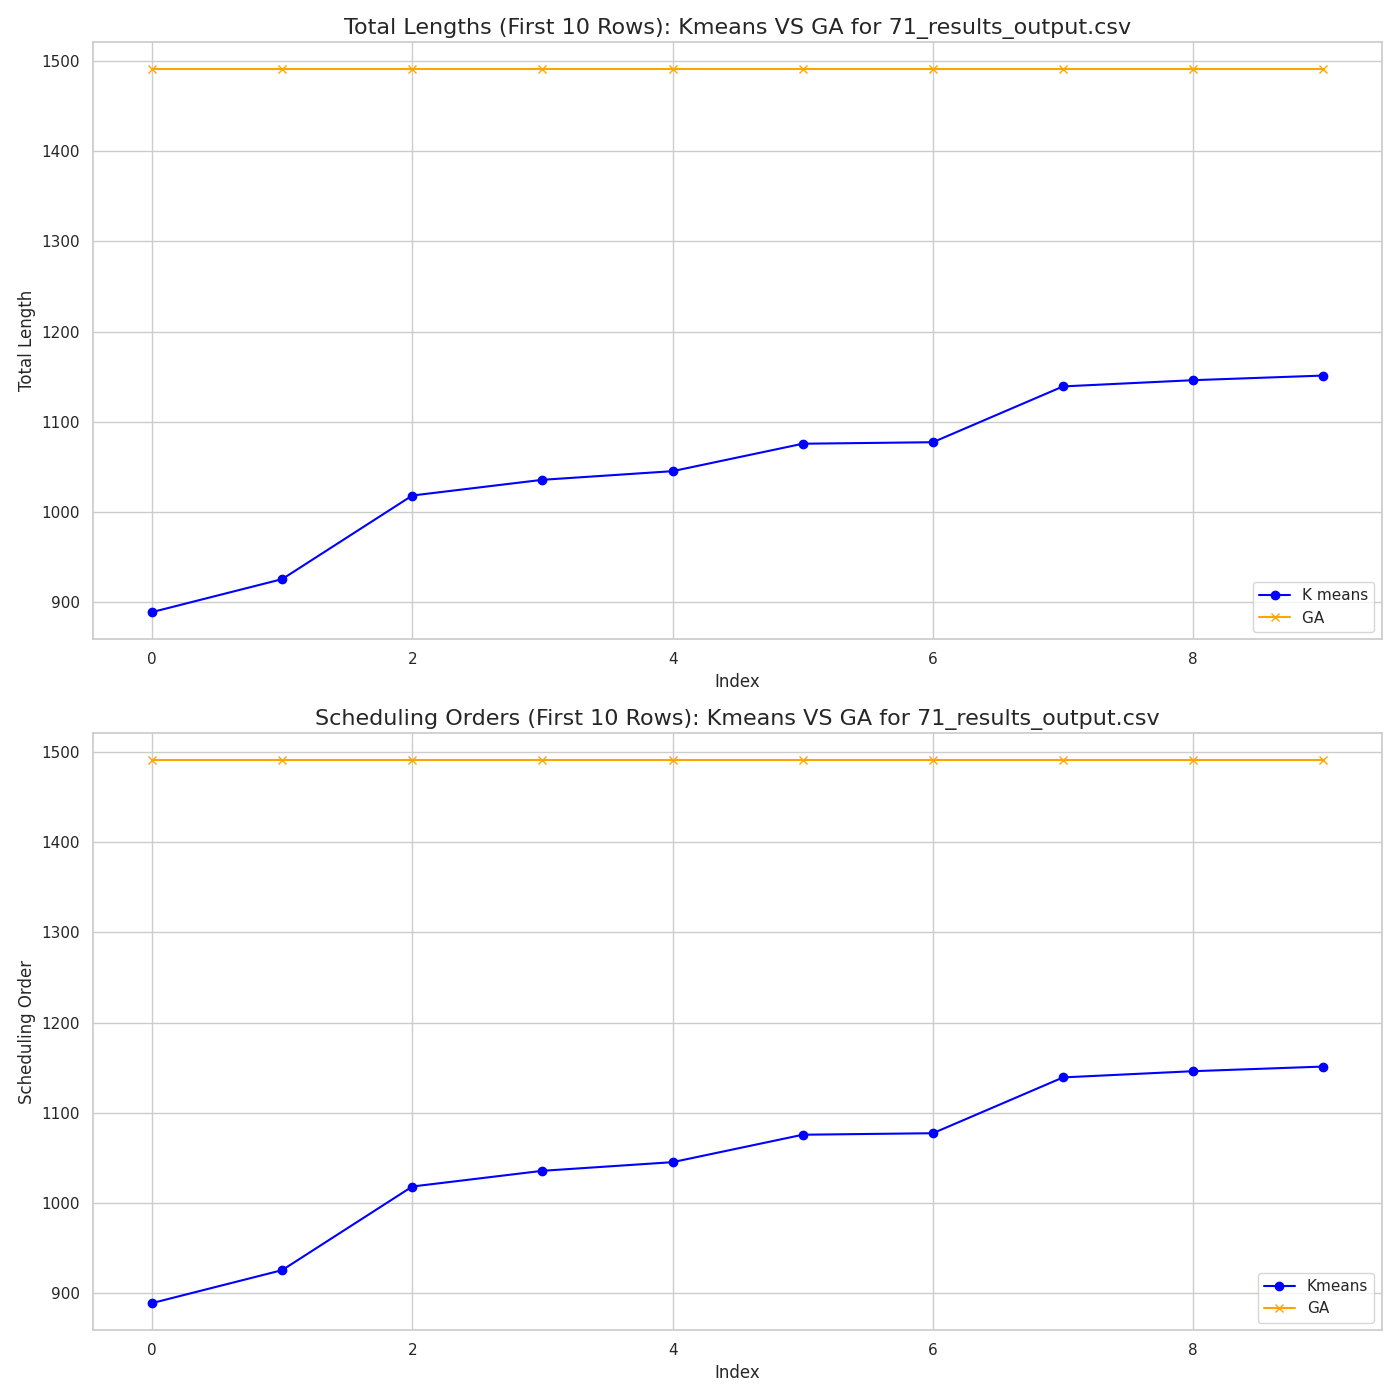 Total Lengths (First 10 Rows): Kmeans VS GA for 71_results_output.csv
1500
1400
1300
1200
1100
1000
900
Total Length
K means
GA
0 2 4 6 8
Index
Scheduling Orders (First 10 Rows): Kmeans VS GA for 71_results_output.csv
1500
1400
1300
1200
1100
1000
900
Scheduling Order
Kmeans
GA
0 2 4 6 8
Index